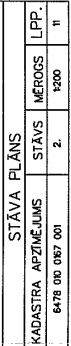 STĀVA PLĀNS
KADASTRA APZĪMĒJUMS STĀVS MĒROGS LPP.
6478 010 0167 001 2. 1:200 11